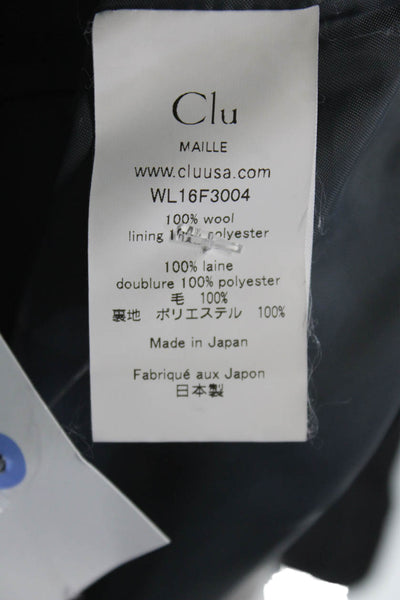 Clu
MAILLE
www.cluusa.com
WL16F3004
100% wool
lining polyester
100% laine
doublure 100% polyester
毛 100%
裏地 ポリエステル 100%
Made in Japan
Fabriqué aux Japon
日本製